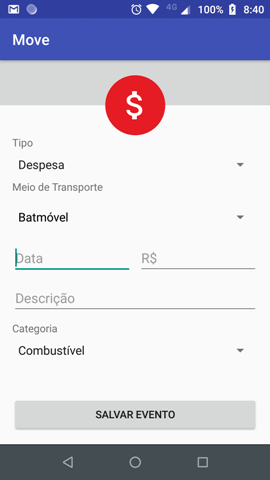 4G 100% 8:40
Move
$
Tipo
Despesa
Meio de Transporte
Batmóvel
Data R$
Descrição
Categoria
Combustível
SALVAR EVENTO